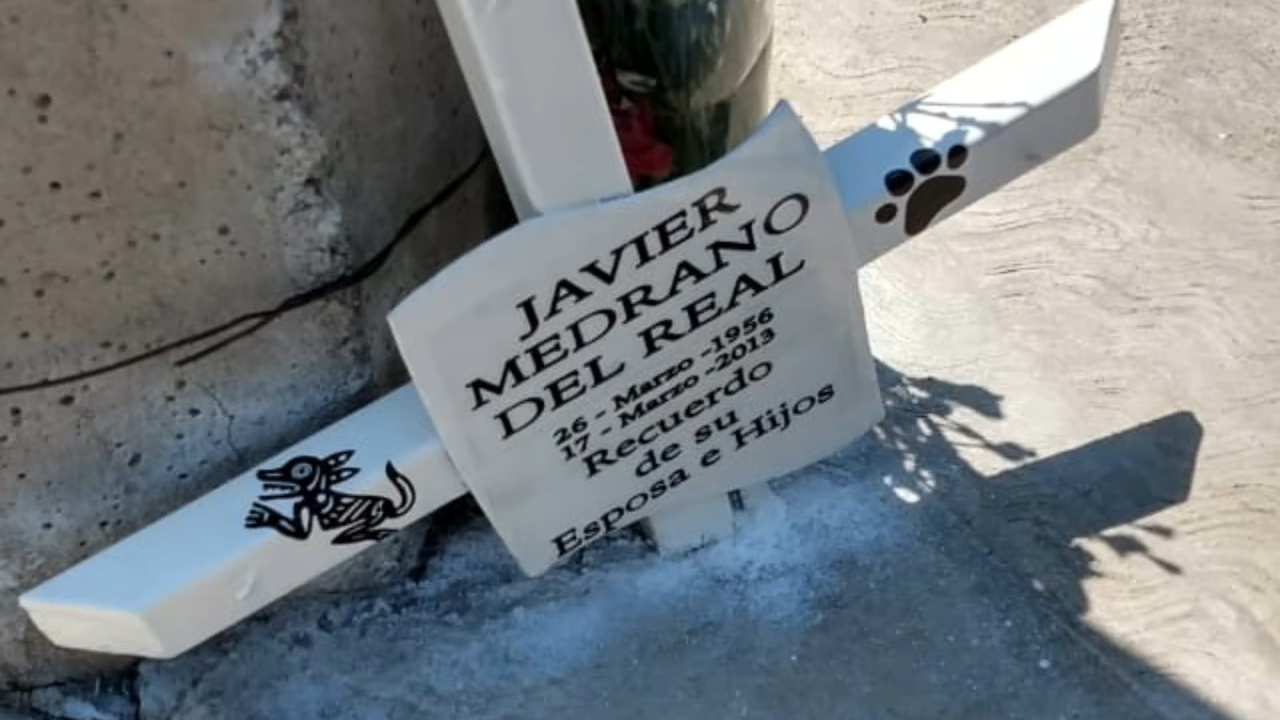 JAVIER
MEDRANO
DEL REAL
26 - Marzo -1956
17 - Marzo -2013
Recuerdo
de su
Esposa e Hijos